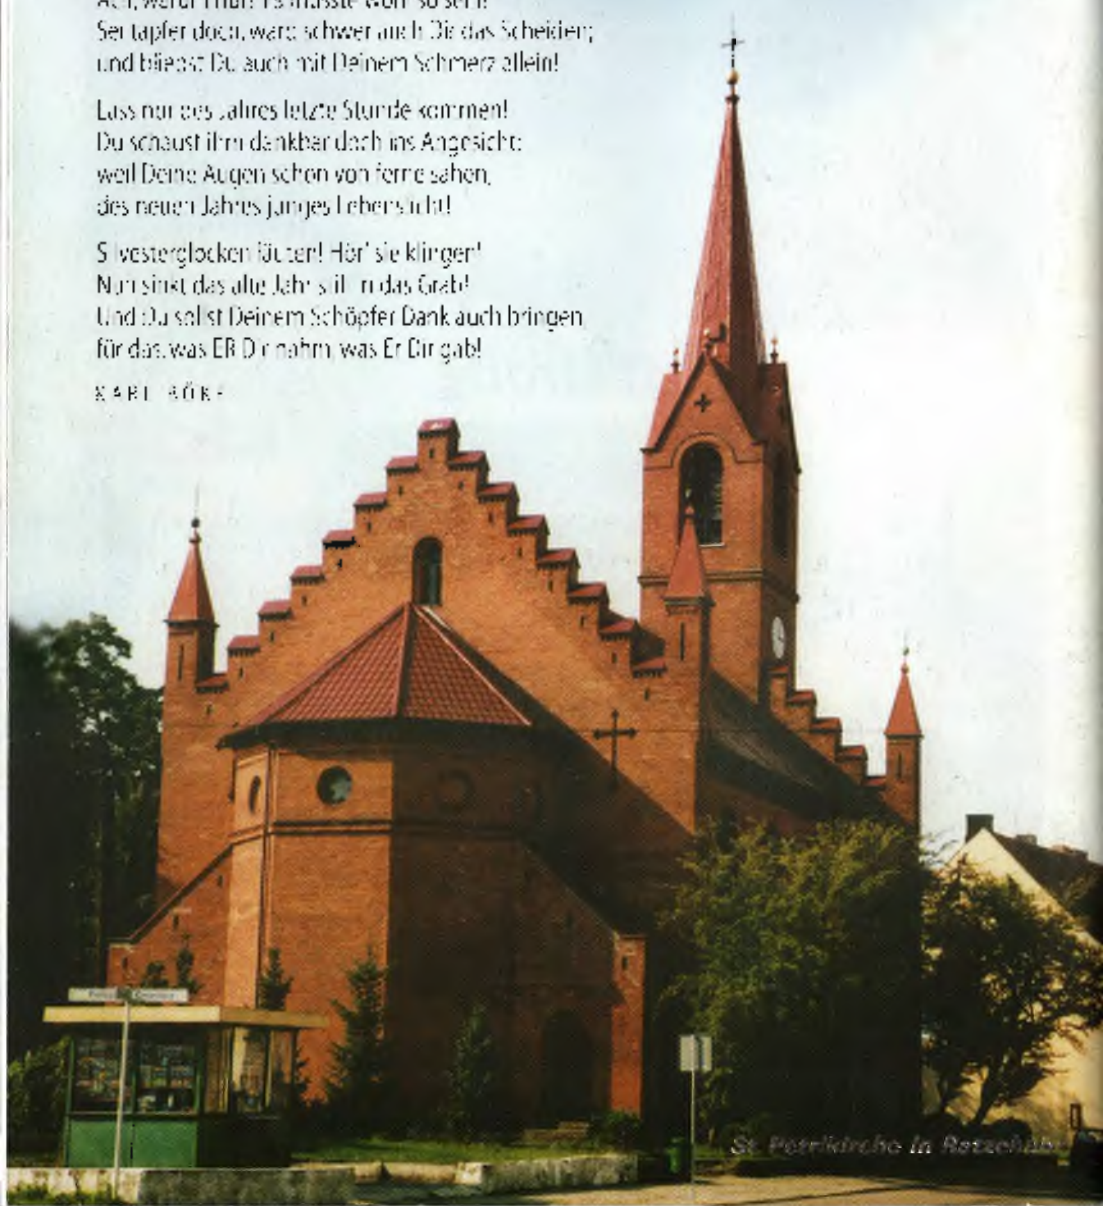 Sei tapfer doch, ward schwer auch Dir das Scheiden;
und bliebst Du auch mit Deinem Schmerz allein!
Lass nur des Jahres letzte Stunde kommen!
Du schaust ihm dankbar doch ins Angesicht:
weil Deine Augen schon von ferne sahen,
des neuen Jahres junges Lebenslicht!
Silvesterglocken läuten! Hör' sie klingen!
Nun sinkt das alte Jahr still in das Grab!
Und Du sollst Deinem Schöpfer Dank auch bringen
für das, was ER Dir nahm, was Er Dir gab!
KARL
St. Petrikirche in Ratzebuhr